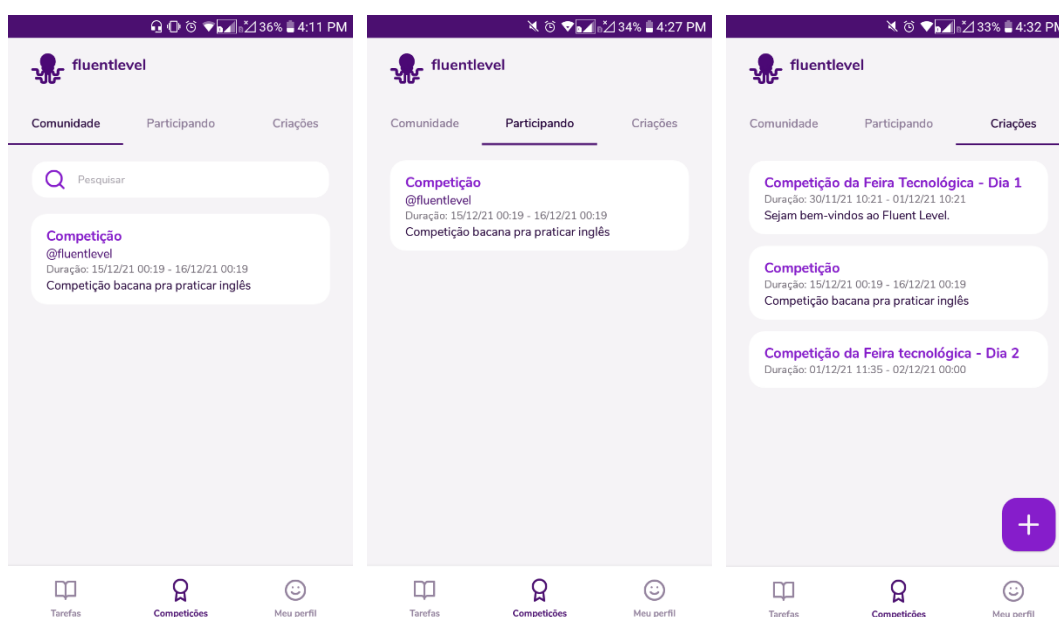 36% 4:11 PM
fluentlevel
Comunidade Participando Criações
Pesquisar
Competição
@fluentlevel
Duração: 15/12/21 00:19 - 16/12/21 00:19
Competição bacana pra praticar inglês
Tarefas Competições Meu perfil
34% 4:27 PM
fluentlevel
Comunidade Participando Criações
Competição
@fluentlevel
Duração: 15/12/21 00:19 - 16/12/21 00:19
Competição bacana pra praticar inglês
Tarefas Competições Meu perfil
33% 4:32 PM
fluentlevel
Comunidade Participando Criações
Competição da Feira Tecnológica - Dia 1
Duração: 30/11/21 10:21 - 01/12/21 10:21
Sejam bem-vindos ao Fluent Level.
Competição
Duração: 15/12/21 00:19 - 16/12/21 00:19
Competição bacana pra praticar inglês
Competição da Feira tecnológica - Dia 2
Duração: 01/12/21 11:35 - 02/12/21 00:00
Tarefas Competições Meu perfil